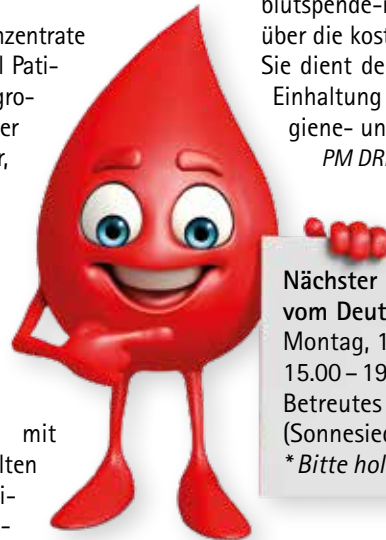 nzentrate
l Pati-
gro-
er
r,
mit
lten
i-
-
blutspende-
über die kost
Sie dient de
Einhaltung
giene- un
PM DR
Nächster
vom Deut
Montag, 1
15.00 – 19
Betreutes
(Sonnesied
* Bitte hol